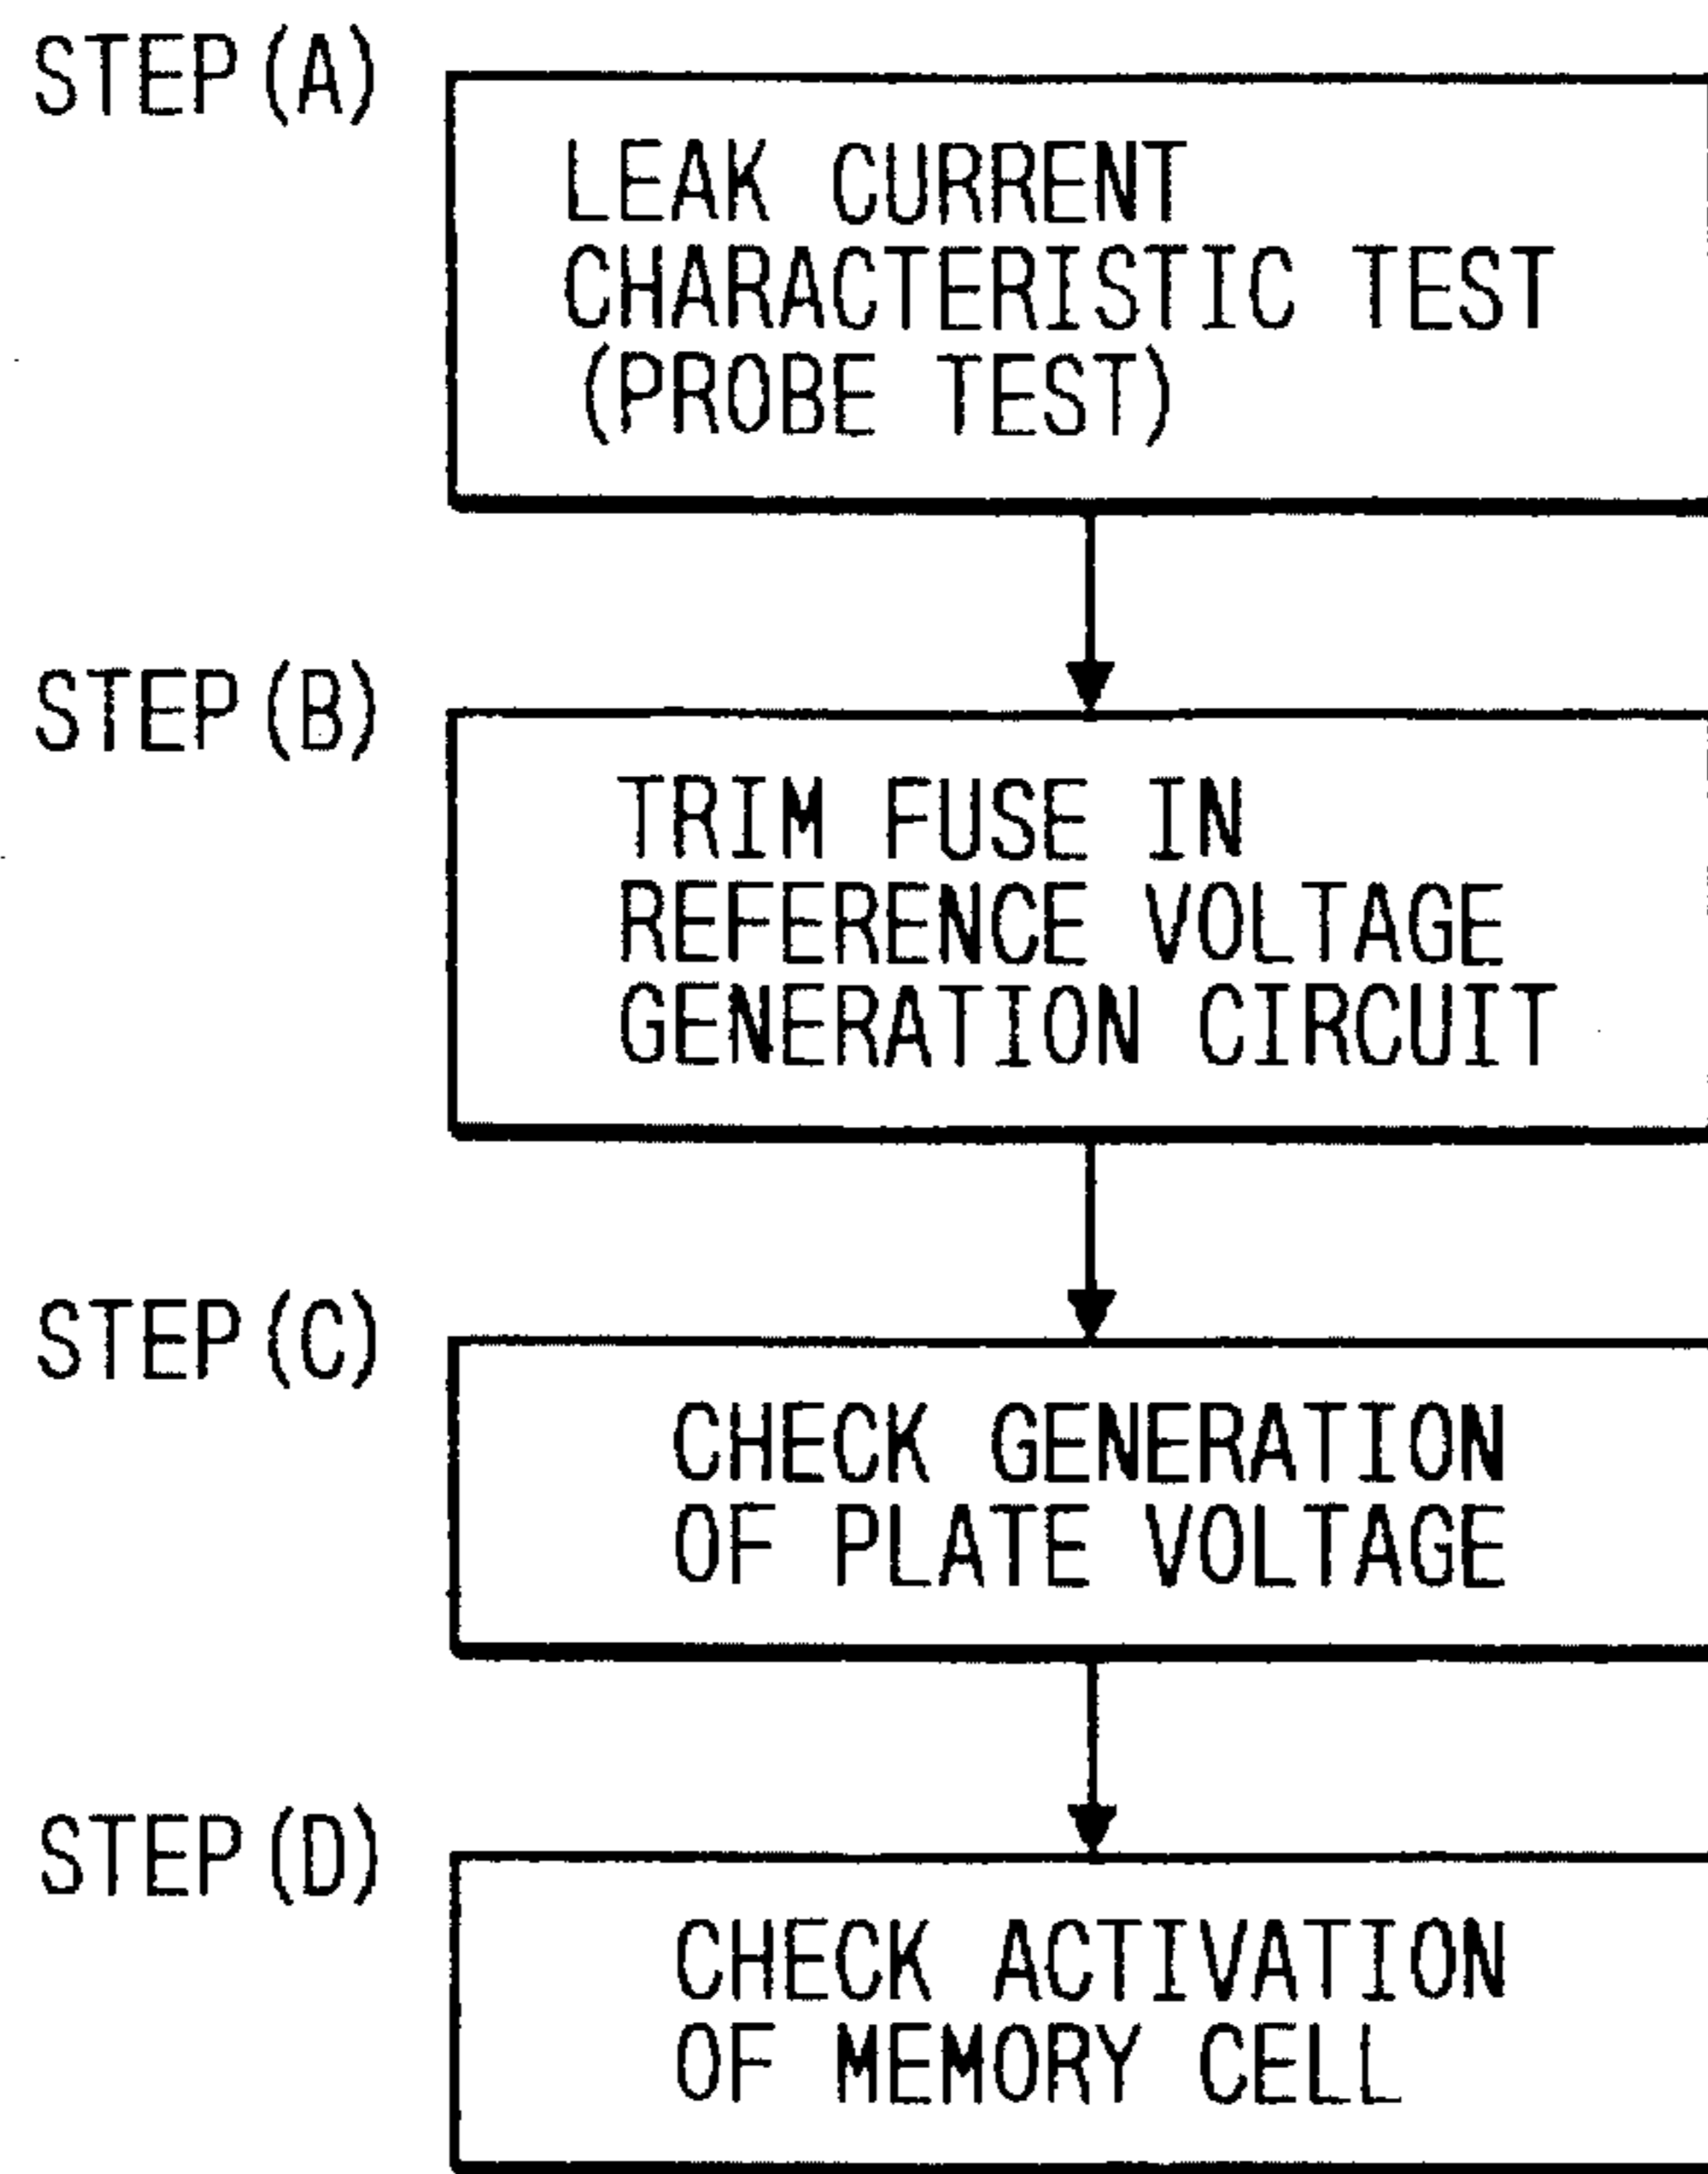 STEP(A)
LEAK CURRENT
CHARACTERISTIC TEST
(PROBE TEST)
STEP(B)
TRIM FUSE IN
REFERENCE VOLTAGE
GENERATION CIRCUIT
STEP(C)
CHECK GENERATION
OF PLATE VOLTAGE
STEP(D)
CHECK ACTIVATION
OF MEMORY CELL